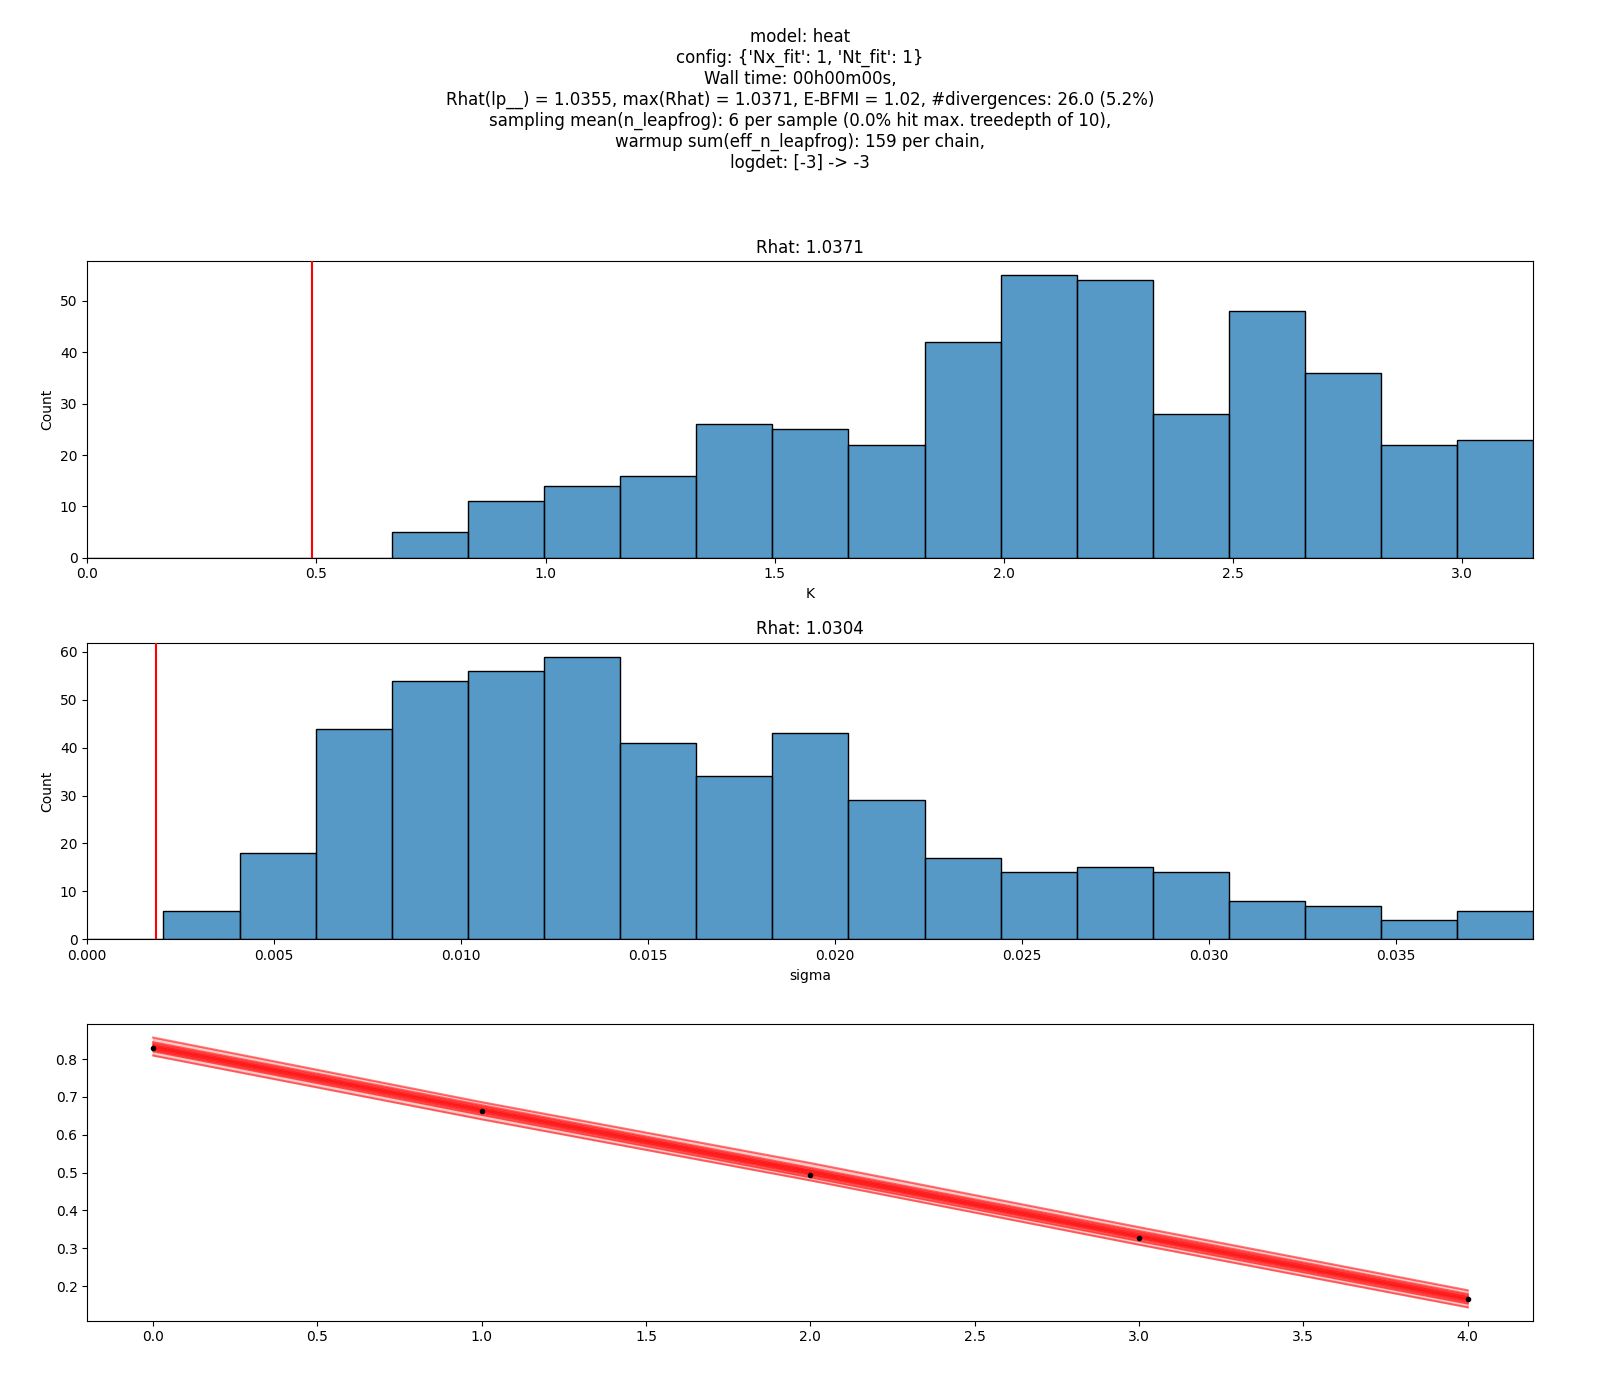 model: heat
config: {'Nx_fit': 1, 'Nt_fit': 1}
Wall time: 00h00m00s,
Rhat(lp__) = 1.0355, max(Rhat) = 1.0371, E-BFMI = 1.02, #divergences: 26.0 (5.2%)
sampling mean(n_leapfrog): 6 per sample (0.0% hit max. treedepth of 10),
warmup sum(eff_n_leapfrog): 159 per chain,
logdet: [-3] -> -3
Rhat: 1.0371
50
40
30
20
10
0
Count
0.0 0.5 1.0 1.5 2.0 2.5 3.0
K
Rhat: 1.0304
60
50
40
30
20
10
0
Count
0.000 0.005 0.010 0.015 0.020 0.025 0.030 0.035
sigma
0.8
0.7
0.6
0.5
0.4
0.3
0.2
0.0 0.5 1.0 1.5 2.0 2.5 3.0 3.5 4.0